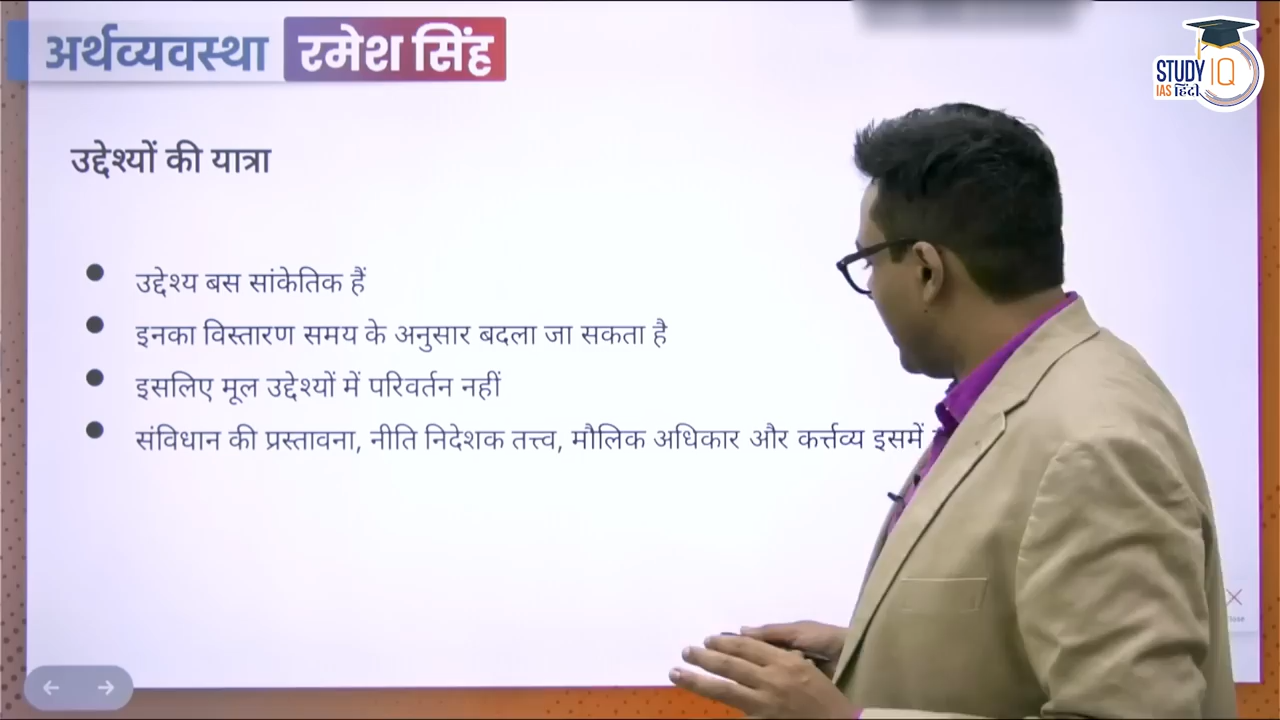 अर्थव्यवस्था रमेश सिंह
STUDY IQ
IAS हिंदी
उद्देश्यों की यात्रा
उद्देश्य बस सांकेतिक हैं
इनका विस्तारण समय के अनुसार बदला जा सकता है
इसलिए मूल उद्देश्यों में परिवर्तन नहीं
संविधान की प्रस्तावना, नीति निदेशक तत्त्व, मौलिक अधिकार और कर्त्तव्य इसमें